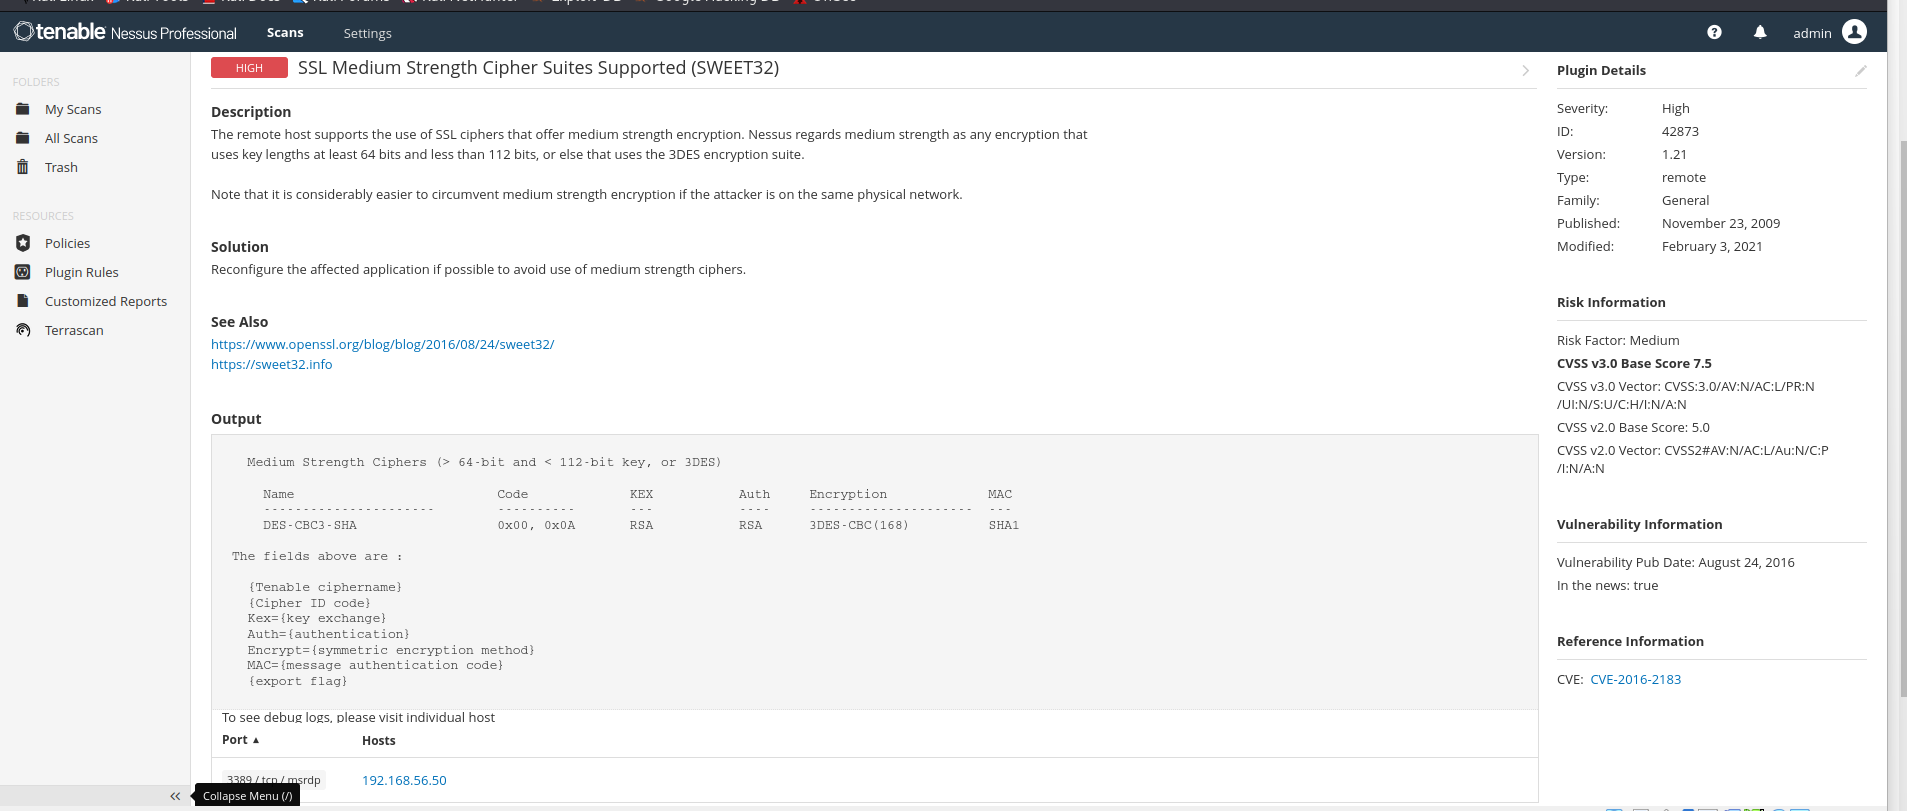 tenable Nessus Professional
Scans
Settings
admin
FOLDERS
My Scans
All Scans
Trash
RESOURCES
Policies
Plugin Rules
Customized Reports
Terrascan
HIGH
SSL Medium Strength Cipher Suites Supported (SWEET32)
Description
The remote host supports the use of SSL ciphers that offer medium strength encryption. Nessus regards medium strength as any encryption that
uses key lengths at least 64 bits and less than 112 bits, or else that uses the 3DES encryption suite.
Note that it is considerably easier to circumvent medium strength encryption if the attacker is on the same physical network.
Solution
Reconfigure the affected application if possible to avoid use of medium strength ciphers.
See Also
https://www.openssl.org/blog/blog/2016/08/24/sweet32/
https://sweet32.info
Output
Medium Strength Ciphers (> 64-bit and < 112-bit key, or 3DES)
Name Code KEX Auth Encryption MAC
---------------------- ---------- --- ---- --------------------- ---
DES-CBC3-SHA 0x00, 0x0A RSA RSA 3DES-CBC(168) SHA1
The fields above are :
{Tenable ciphername}
{Cipher ID code}
Kex={key exchange}
Auth={authentication}
Encrypt={symmetric encryption method}
MAC={message authentication code}
{export flag}
To see debug logs, please visit individual host
Port ▲ Hosts
3389 / tcp / msrdp 192.168.56.50
Collapse Menu (/)
Plugin Details
Severity: High
ID: 42873
Version: 1.21
Type: remote
Family: General
Published: November 23, 2009
Modified: February 3, 2021
Risk Information
Risk Factor: Medium
CVSS v3.0 Base Score 7.5
CVSS v3.0 Vector: CVSS:3.0/AV:N/AC:L/PR:N
/UI:N/S:U/C:H/I:N/A:N
CVSS v2.0 Base Score: 5.0
CVSS v2.0 Vector: CVSS2#AV:N/AC:L/Au:N/C:P
/I:N/A:N
Vulnerability Information
Vulnerability Pub Date: August 24, 2016
In the news: true
Reference Information
CVE: CVE-2016-2183